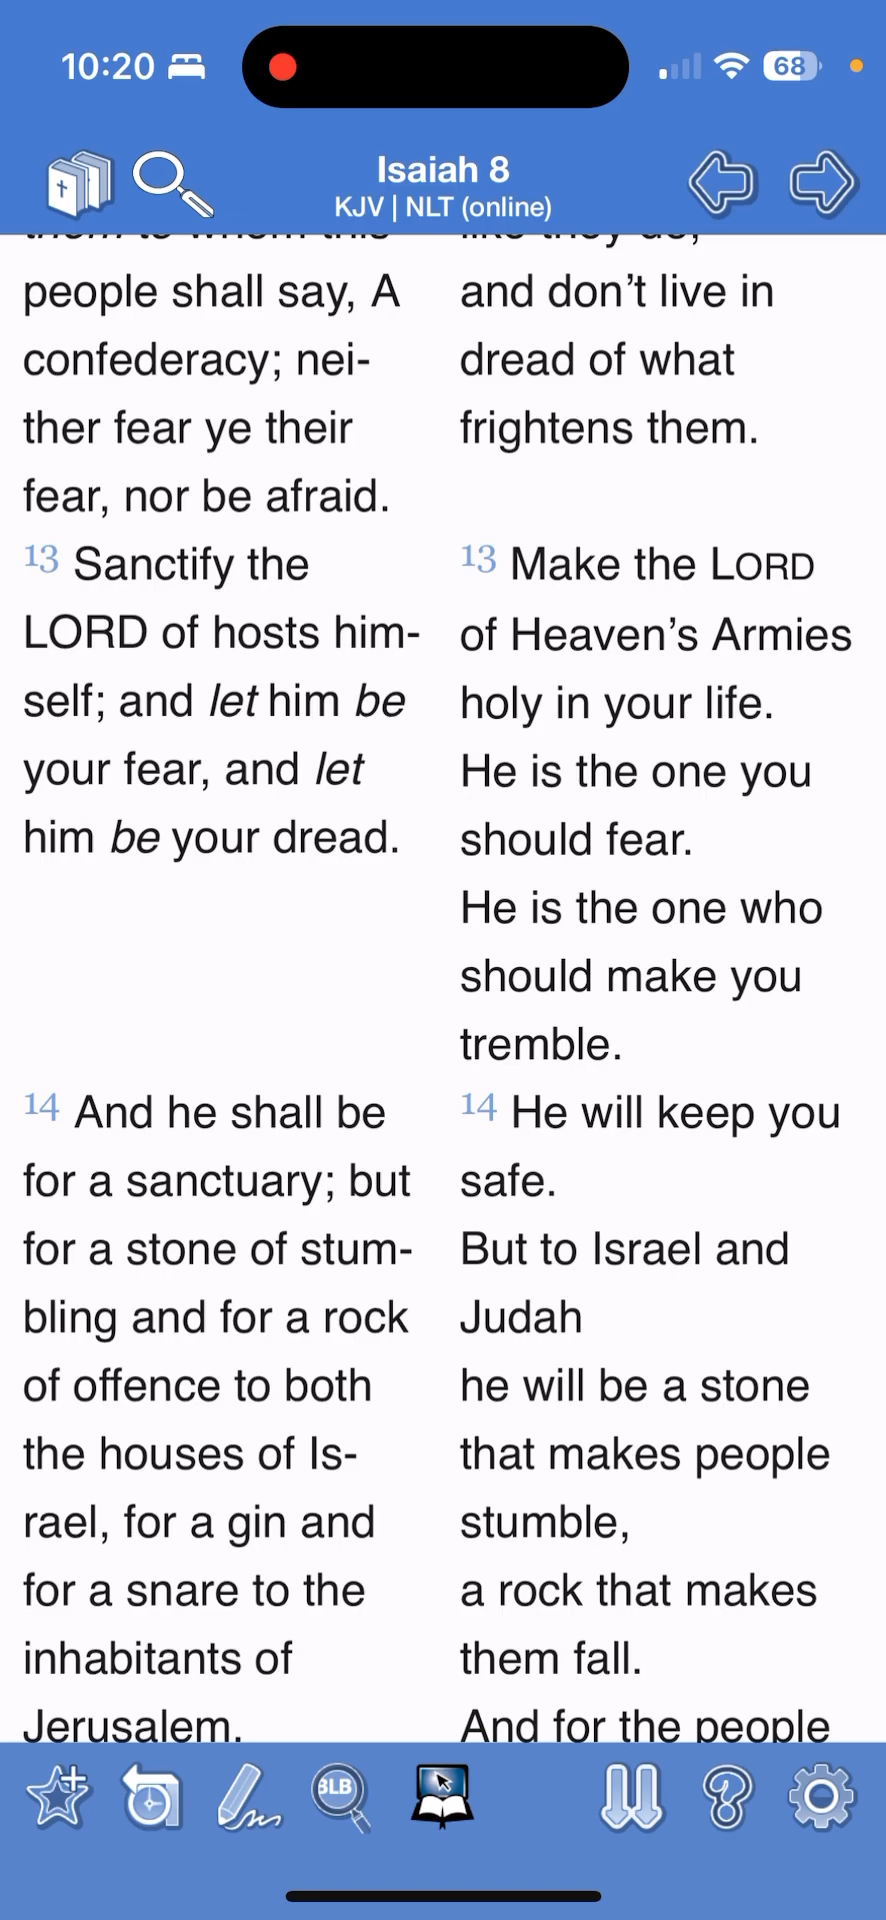 10:20
68
Isaiah 8
KJV | NLT (online)
people shall say, A
confederacy; nei-
ther fear ye their
fear, nor be afraid.
13 Sanctify the
LORD of hosts him-
self; and let him be
your fear, and let
him be your dread.
14 And he shall be
for a sanctuary; but
for a stone of stum-
bling and for a rock
of offence to both
the houses of Is-
rael, for a gin and
for a snare to the
inhabitants of
Jerusalem.
like they do,
and don’t live in
dread of what
frightens them.
13 Make the LORD
of Heaven’s Armies
holy in your life.
He is the one you
should fear.
He is the one who
should make you
tremble.
14 He will keep you
safe.
But to Israel and
Judah
he will be a stone
that makes people
stumble,
a rock that makes
them fall.
And for the people
BLB